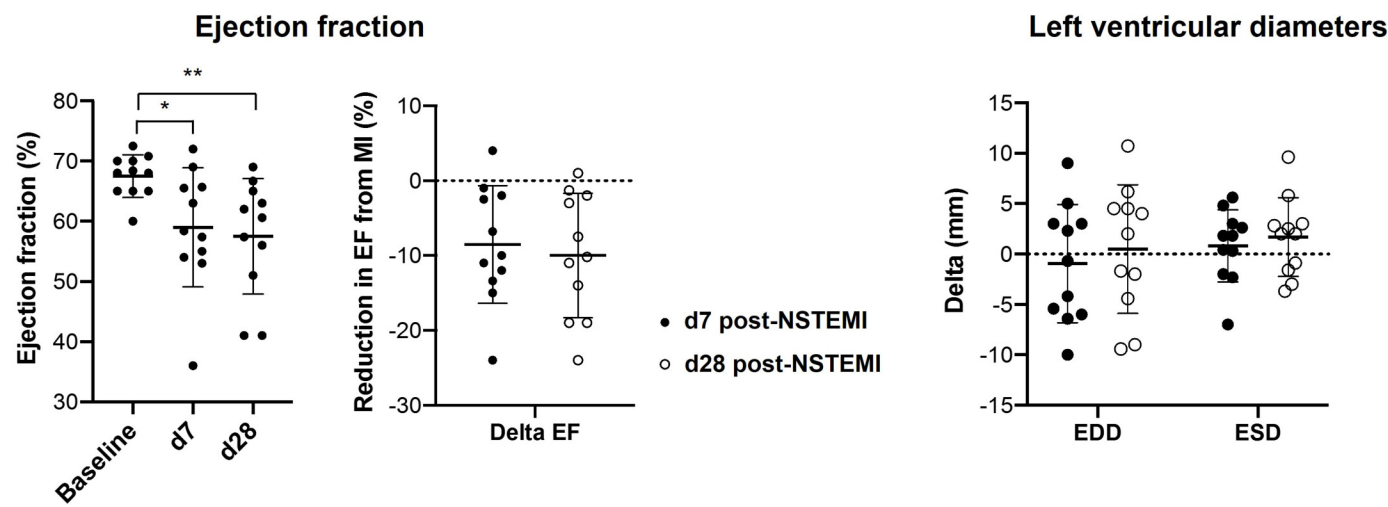 Ejection fraction
Left ventricular diameters
**
*
Ejection fraction (%)
80
70
60
50
40
30
Baseline
d7
d28
Reduction in EF from MI (%)
10
0
-10
-20
-30
Delta EF
d7 post-NSTEMI
d28 post-NSTEMI
Delta (mm)
15
10
5
0
-5
-10
-15
EDD
ESD